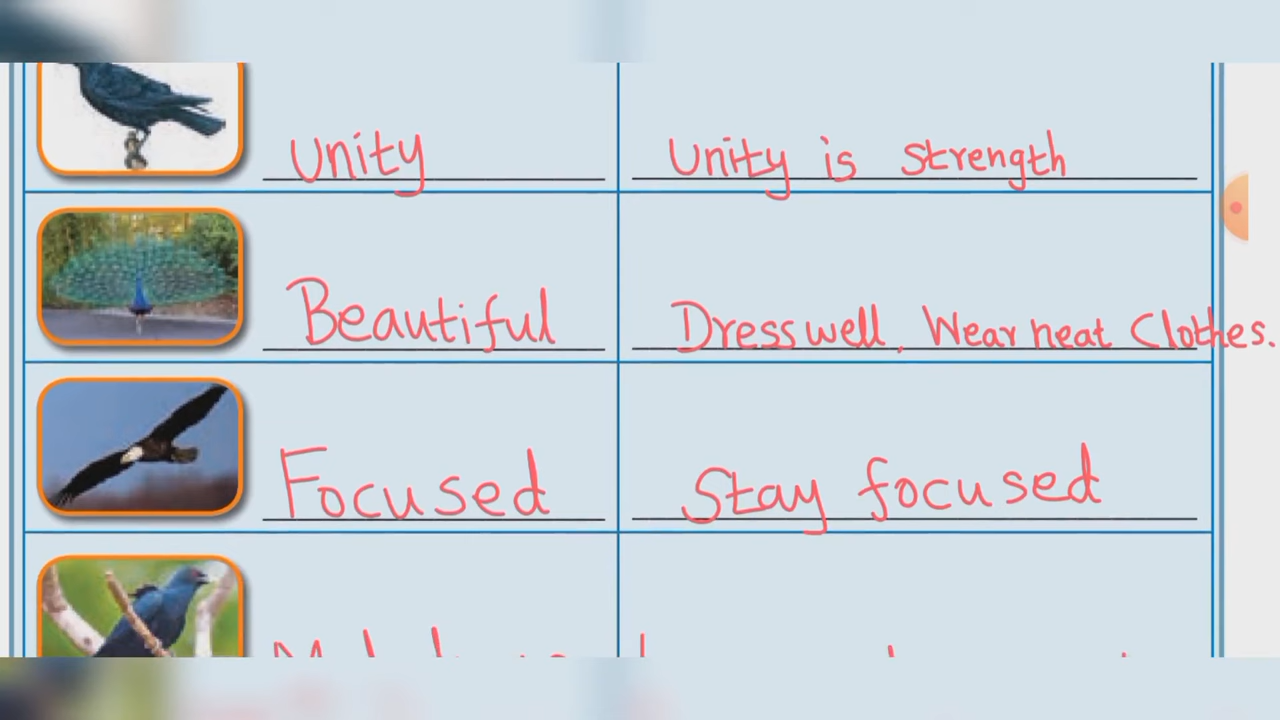 Unity
Unity is strength
Beautiful
Dress well, Wear neat Clothes.
Focused
Stay focused